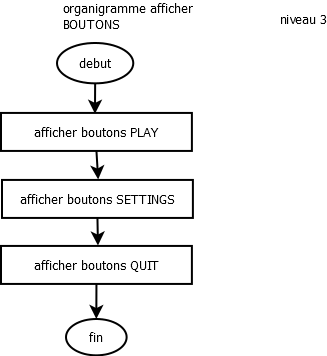 organigramme afficher
BOUTONS
niveau 3
debut
afficher boutons PLAY
afficher boutons SETTINGS
afficher boutons QUIT
fin